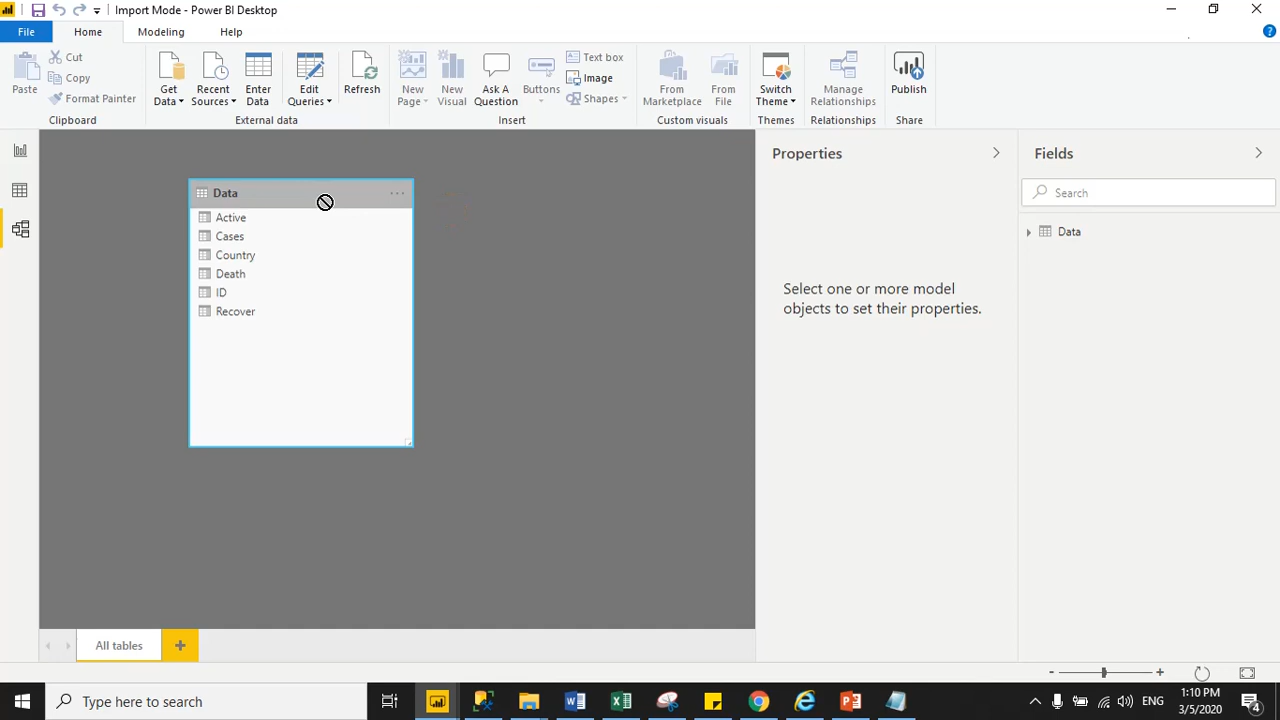 Import Mode - Power BI Desktop
File Home Modeling Help
Paste
Cut
Copy
Format Painter
Clipboard
Get Data
Recent Sources
Enter Data
Edit Queries
Refresh
External data
New Page
New Visual
Ask A Question
Buttons
Text box
Image
Shapes
Insert
From Marketplace
From File
Custom visuals
Switch Theme
Themes
Manage Relationships
Relationships
Publish
Share
Data
Active
Cases
Country
Death
ID
Recover
Properties
Select one or more model
objects to set their properties.
Fields
Search
Data
All tables
Type here to search
ENG
1:10 PM
3/5/2020
4